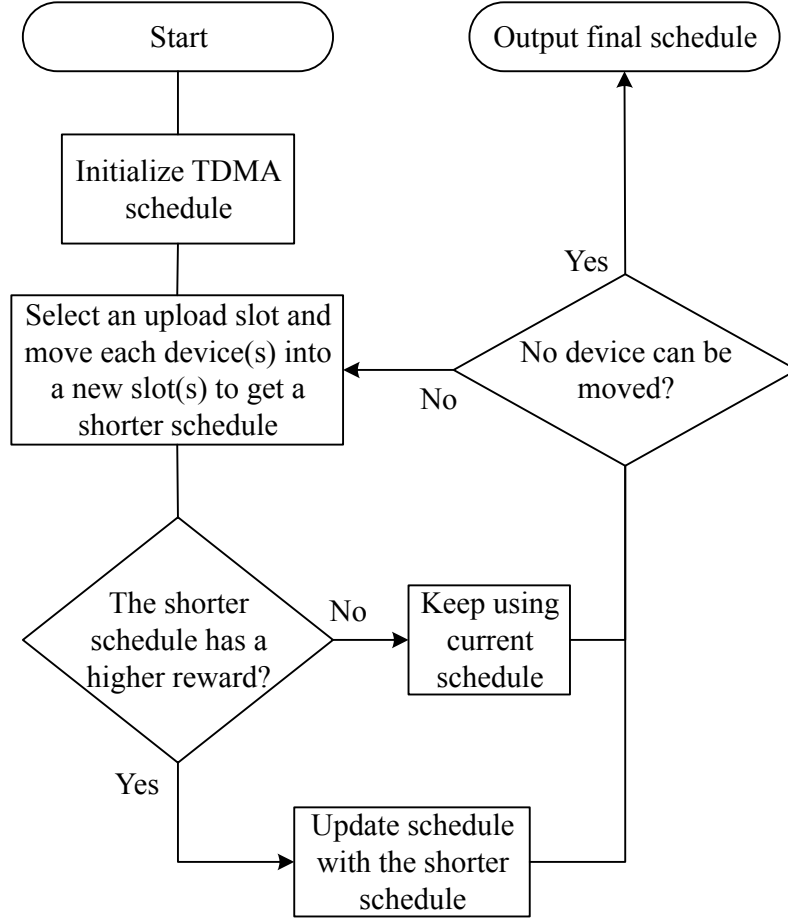 Start
Output final schedule
Initialize TDMA
schedule
Yes
Select an upload slot and
move each device(s) into
a new slot(s) to get a
shorter schedule
No device can be
moved?
No
The shorter
schedule has a
higher reward?
No
Keep using
current
schedule
Yes
Update schedule
with the shorter
schedule